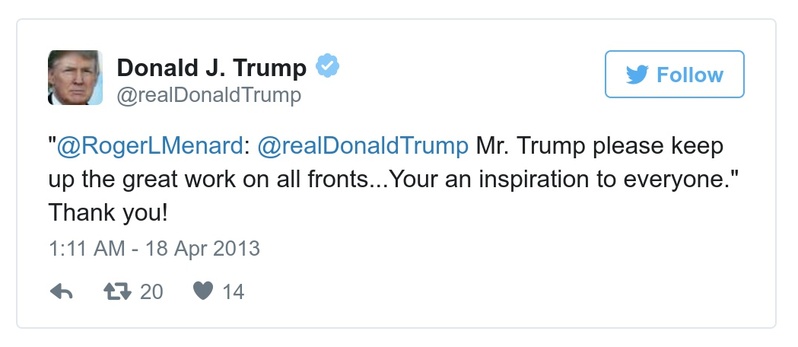 Donald J. Trump
@realDonaldTrump
Follow
"@RogerLMenard: @realDonaldTrump Mr. Trump please keep
up the great work on all fronts...Your an inspiration to everyone."
Thank you!
1:11 AM - 18 Apr 2013
20 14